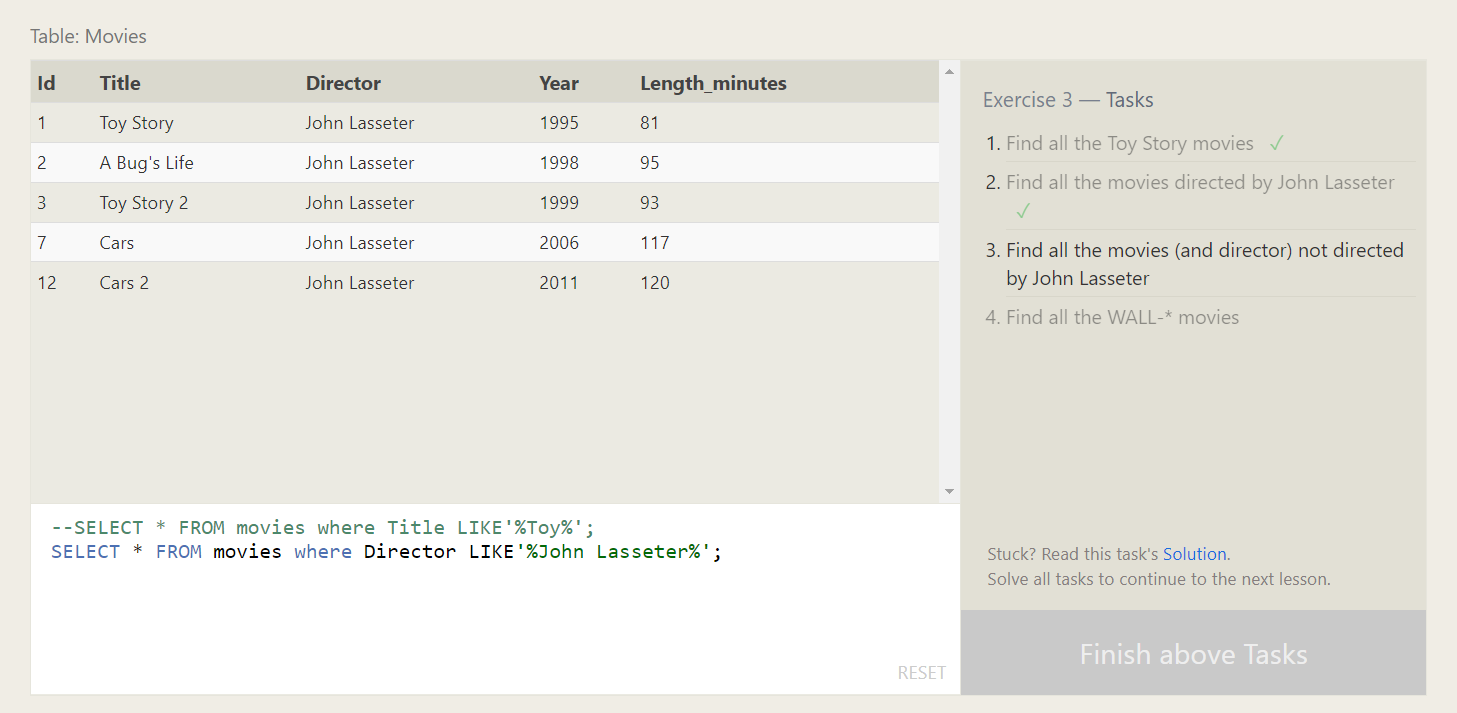 Table: Movies
Id Title Director Year Length_minutes
1 Toy Story John Lasseter 1995 81
2 A Bug's Life John Lasseter 1998 95
3 Toy Story 2 John Lasseter 1999 93
7 Cars John Lasseter 2006 117
12 Cars 2 John Lasseter 2011 120
--SELECT * FROM movies where Title LIKE'%Toy%';
SELECT * FROM movies where Director LIKE'%John Lasseter%';
RESET
Exercise 3 — Tasks
1. Find all the Toy Story movies ✓
2. Find all the movies directed by John Lasseter
✓
3. Find all the movies (and director) not directed
by John Lasseter
4. Find all the WALL-* movies
Stuck? Read this task's Solution.
Solve all tasks to continue to the next lesson.
Finish above Tasks